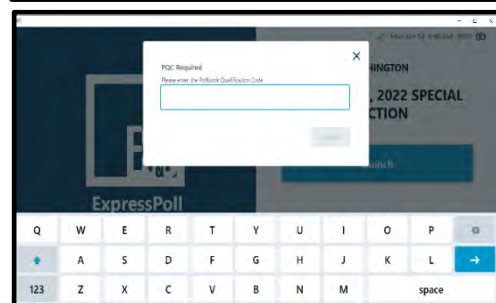 PQC Required
Please enter the Pollbook Qualification Code
HINGTON
, 2022 SPECIAL
CTION
ExpressPoll
Q W E R T Y U I O P
A S D F G H J K L
123 Z X C V B N M space